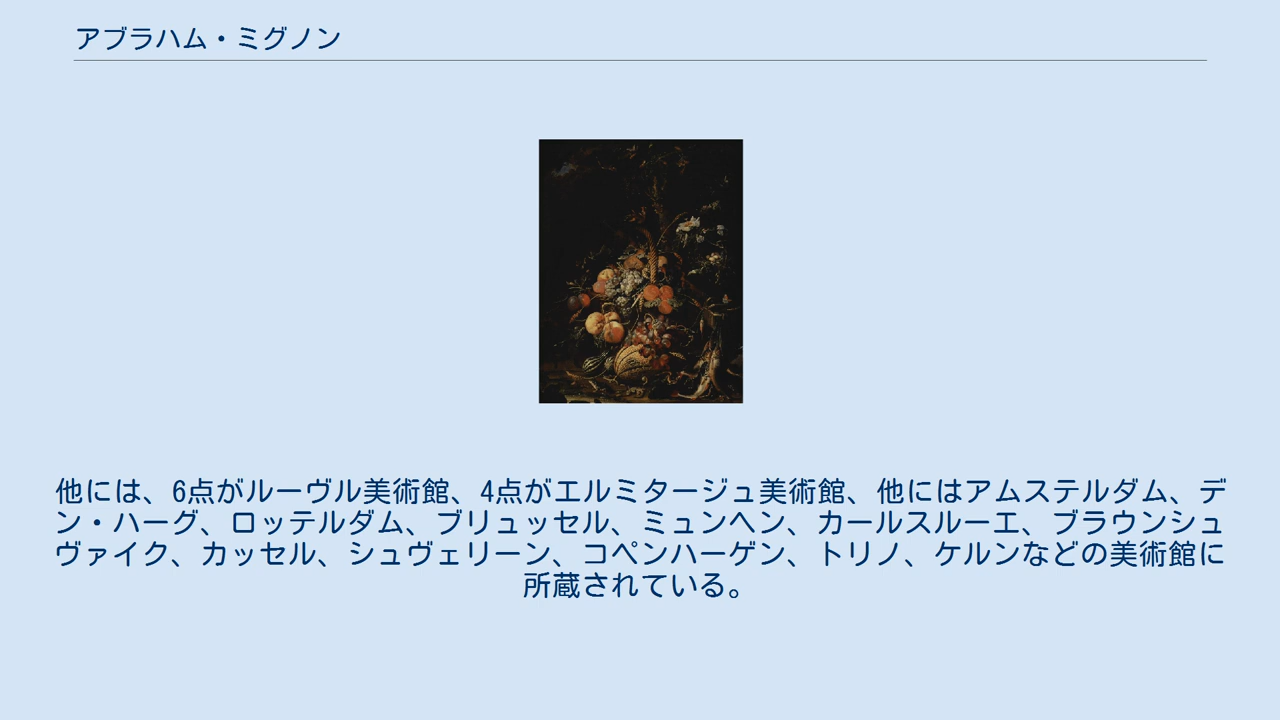 アブラハム・ミグノン
他には、6点がルーヴル美術館、4点がエルミタージュ美術館、他にはアムステルダム、デ
ン・ハーグ、ロッテルダム、ブリュッセル、ミュンヘン、カールスルーエ、ブラウンシュ
ヴァイク、カッセル、シュヴェリーン、コペンハーゲン、トリノ、ケルンなどの美術館に
所蔵されている。